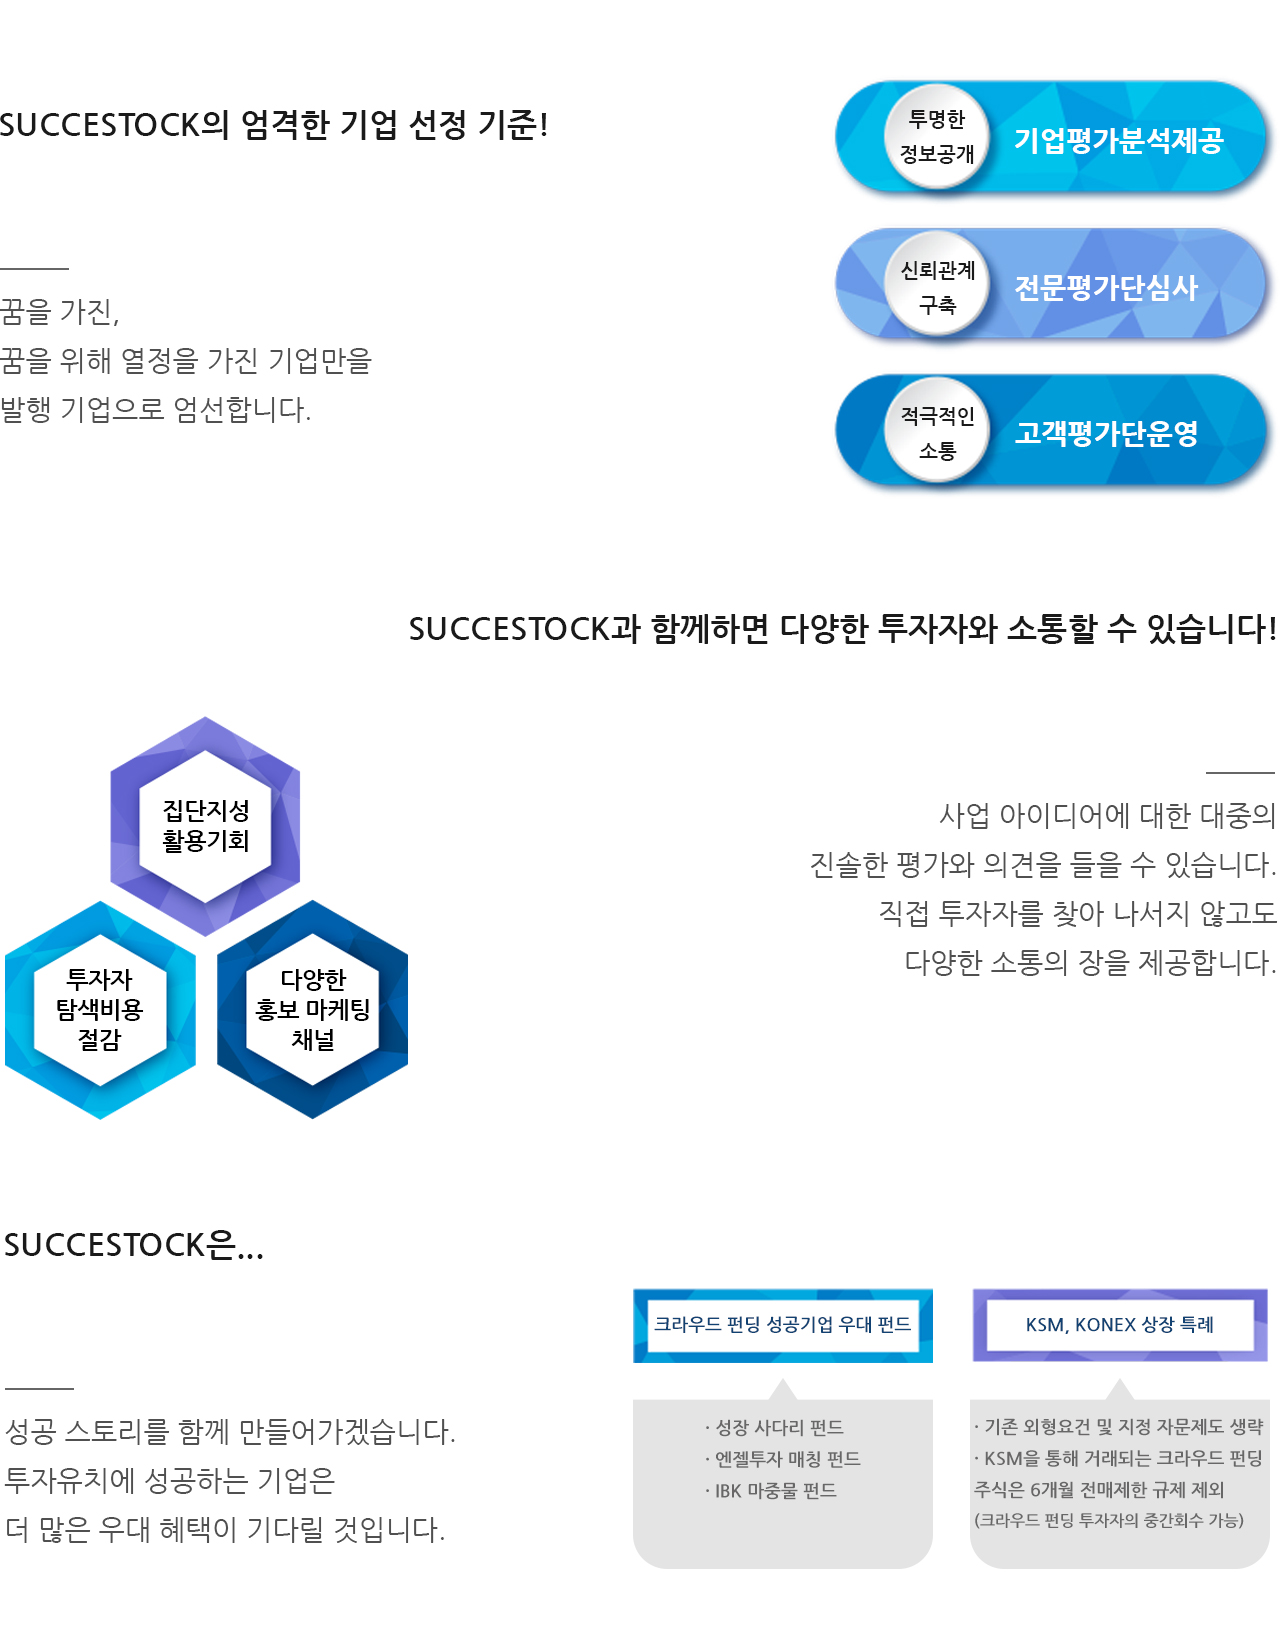 SUCCESTOCK의 엄격한 기업 선정 기준!
꿈을 가진,
꿈을 위해 열정을 가진 기업만을
발행 기업으로 엄선합니다.
투명한
정보공개
기업평가분석제공
신뢰관계
구축
전문평가단심사
적극적인
소통
고객평가단운영
SUCCESTOCK과 함께하면 다양한 투자자와 소통할 수 있습니다!
집단지성
활용기회
투자자
탐색비용
절감
다양한
홍보 마케팅
채널
사업 아이디어에 대한 대중의
진솔한 평가와 의견을 들을 수 있습니다.
직접 투자자를 찾아 나서지 않고도
다양한 소통의 장을 제공합니다.
SUCCESTOCK은...
성공 스토리를 함께 만들어가겠습니다.
투자유치에 성공하는 기업은
더 많은 우대 혜택이 기다릴 것입니다.
크라우드 펀딩 성공기업 우대 펀드
· 성장 사다리 펀드
· 엔젤투자 매칭 펀드
· IBK 마중물 펀드
KSM, KONEX 상장 특례
· 기존 외형요건 및 지정 자문제도 생략
· KSM을 통해 거래되는 크라우드 펀딩
주식은 6개월 전매제한 규제 제외
(크라우드 펀딩 투자자의 중간회수 가능)